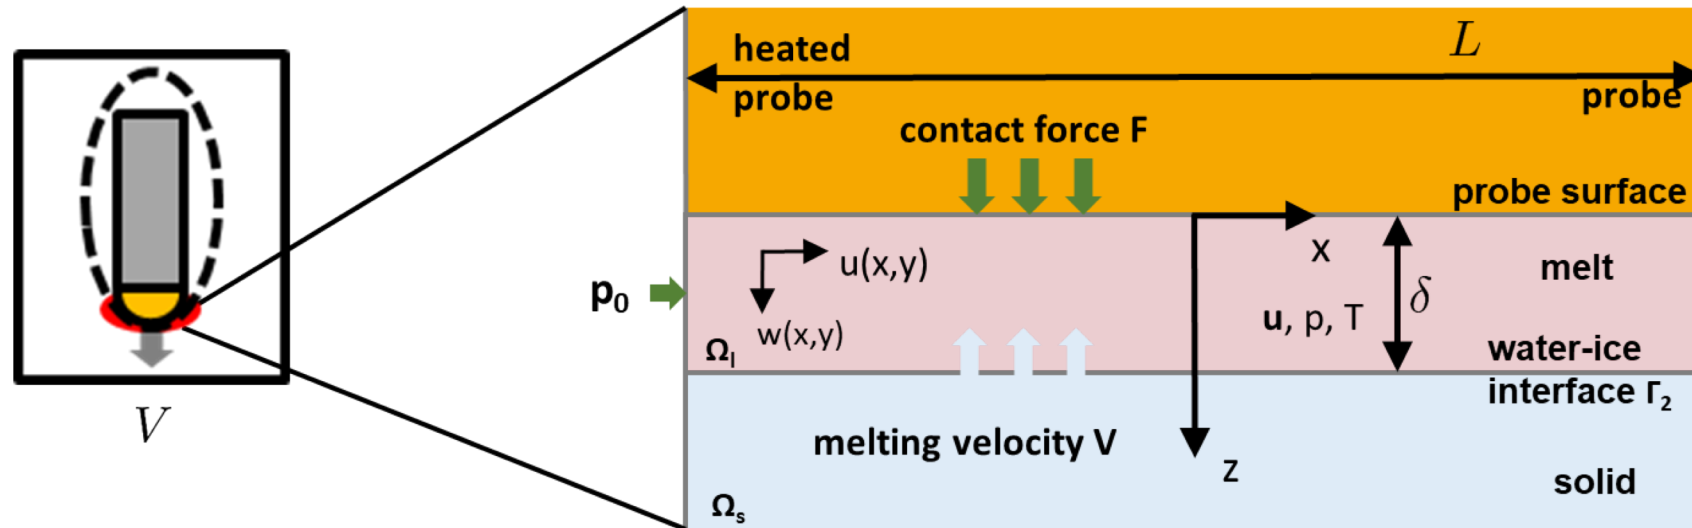 V
heated
L
probe
probe
contact force F
probe surface
x
u(x,y)
melt
p₀
δ
u, p, T
w(x,y)
Ωₗ
water-ice
interface Γ₂
melting velocity V
z
solid
Ωₛ